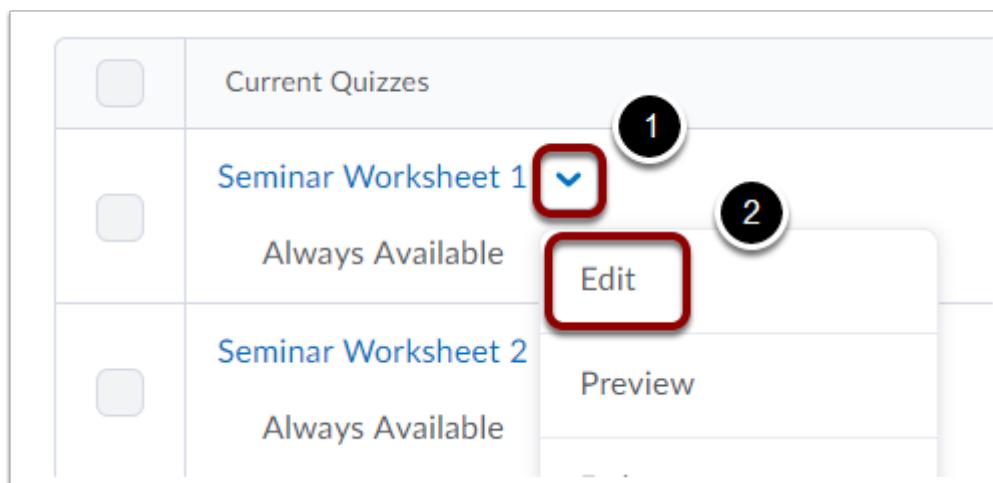 Current Quizzes
1
Seminar Worksheet 1
2
Always Available
Edit
Seminar Worksheet 2
Preview
Always Available